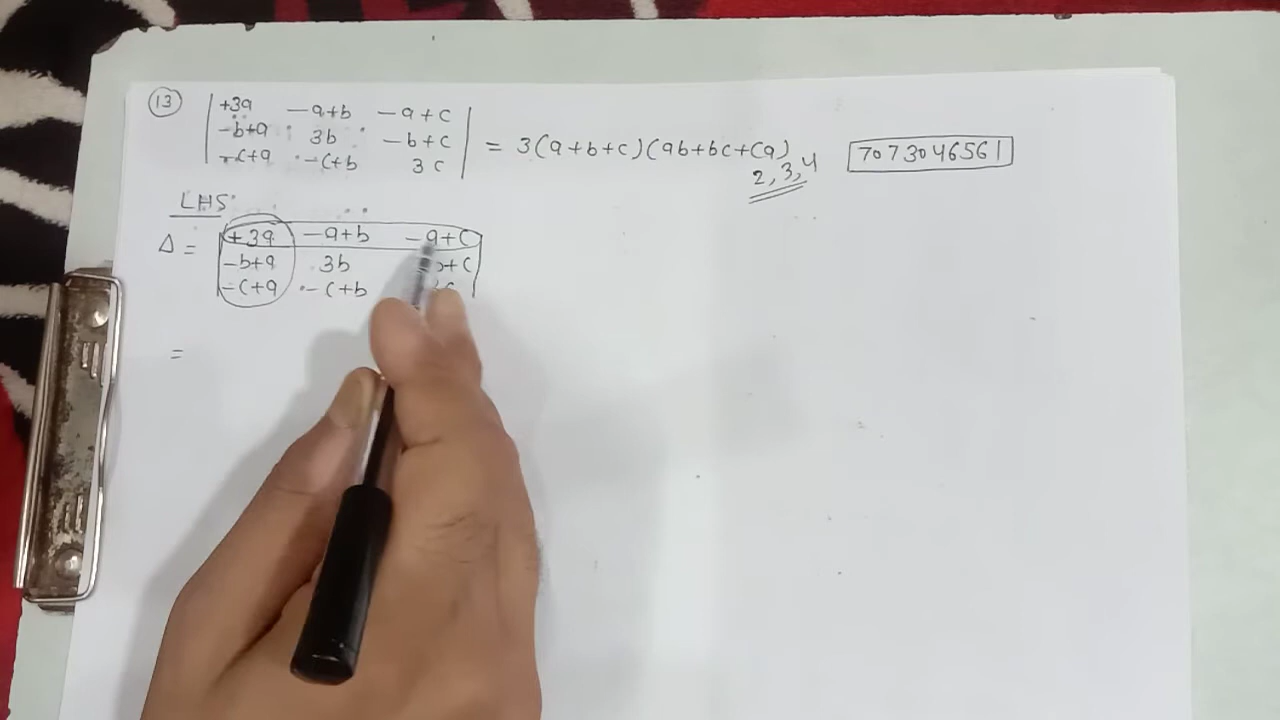 13 | +3a −a+b −a+c |
| −b+a 3b −b+c | = 3(a+b+c)(ab+bc+ca) 7073046561
| −c+a −c+b 3c | 2,3,4
LHS
Δ = | +3a −a+b −a+c |
| −b+a 3b b+c |
| −c+a −c+b c |
=